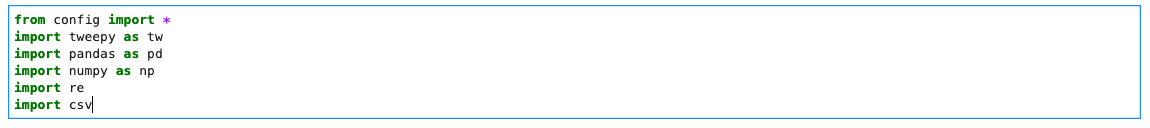 from config import *
import tweepy as tw
import pandas as pd
import numpy as np
import re
import csv